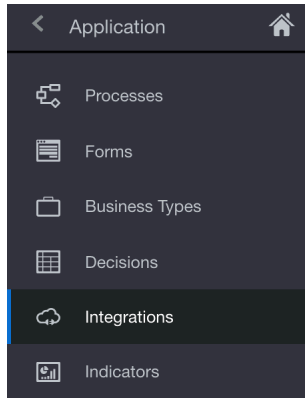 Application
Processes
Forms
Business Types
Decisions
Integrations
Indicators